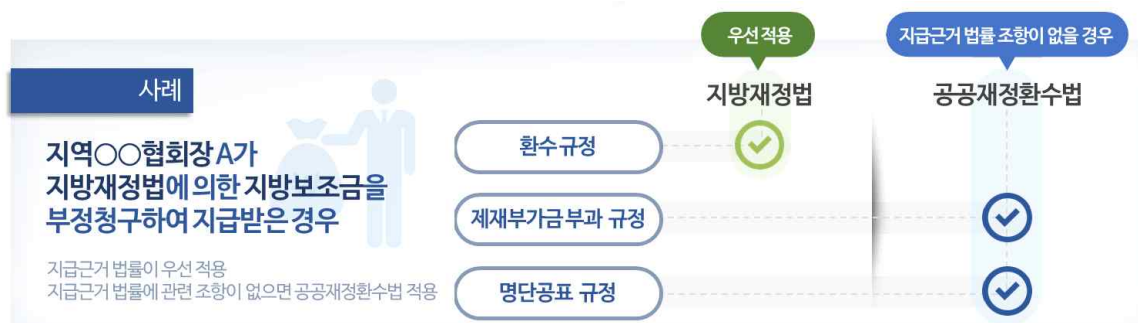 우선 적용
지급근거 법률 조항이 없을 경우
사례
지방재정법
공공재정환수법
지역○○협회장 A가
지방재정법에 의한 지방보조금을
부정청구하여 지급받은 경우
지급근거 법률이 우선 적용
지급근거 법률에 관련 조항이 없으면 공공재정환수법 적용
환수 규정
제재부가금 부과 규정
명단공표 규정